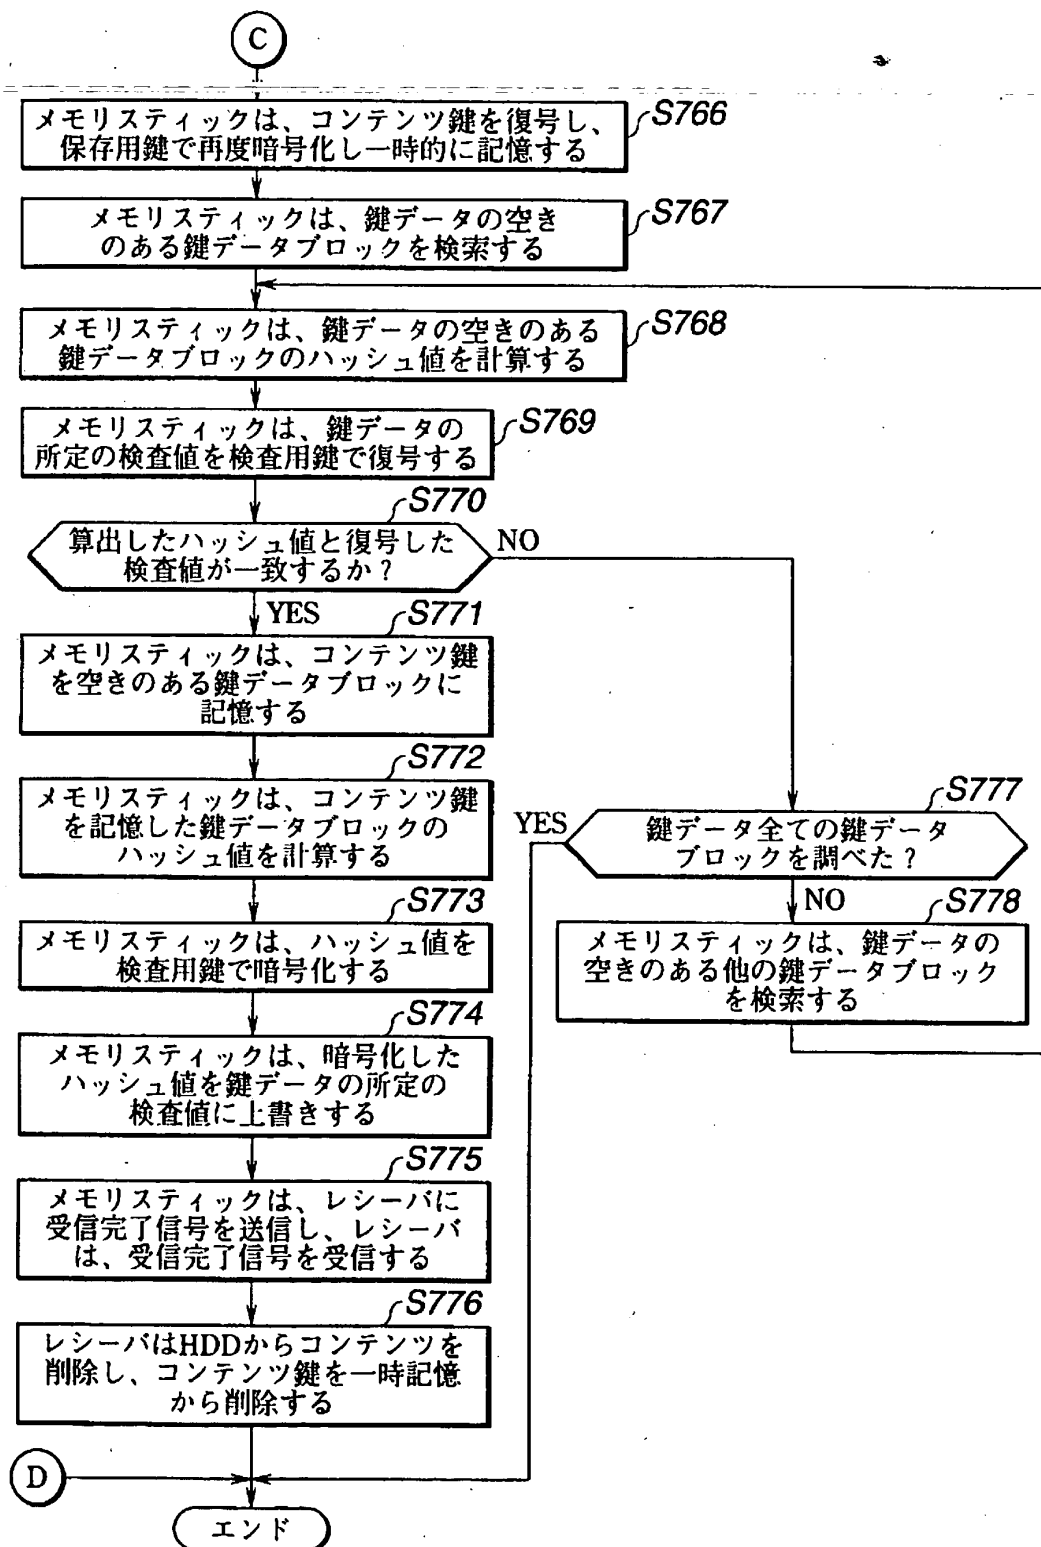 C
メモリスティックは、コンテンツ鍵を復号し、
保存用鍵で再度暗号化し一時的に記憶する
S766
メモリスティックは、鍵データの空き
のある鍵データブロックを検索する
S767
メモリスティックは、鍵データの空きのある
鍵データブロックのハッシュ値を計算する
S768
メモリスティックは、鍵データの
所定の検査値を検査用鍵で復号する
S769
S770
算出したハッシュ値と復号した
検査値が一致するか?
NO
YES
S771
メモリスティックは、コンテンツ鍵
を空きのある鍵データブロックに
記憶する
S772
メモリスティックは、コンテンツ鍵
を記憶した鍵データブロックの
ハッシュ値を計算する
S773
メモリスティックは、ハッシュ値を
検査用鍵で暗号化する
S774
メモリスティックは、暗号化した
ハッシュ値を鍵データの所定の
検査値に上書きする
S775
メモリスティックは、レシーバに
受信完了信号を送信し、レシーバ
は、受信完了信号を受信する
S776
レシーバはHDDからコンテンツを
削除し、コンテンツ鍵を一時記憶
から削除する
S777
YES
鍵データ全ての鍵データ
ブロックを調べた?
NO
S778
メモリスティックは、鍵データの
空きのある他の鍵データブロック
を検索する
D
エンド